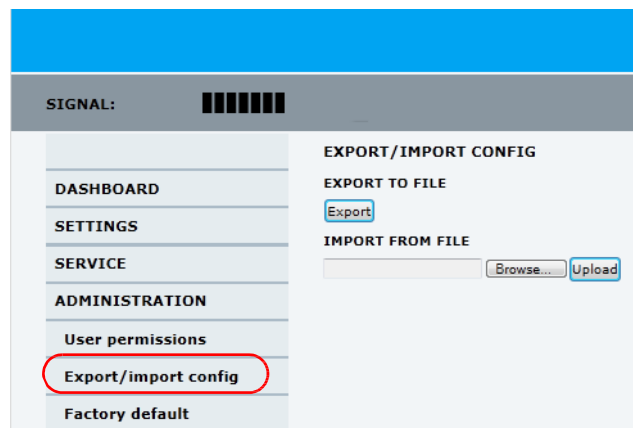 SIGNAL:
EXPORT/IMPORT CONFIG
DASHBOARD
EXPORT TO FILE
Export
SETTINGS
IMPORT FROM FILE
SERVICE
Browse... Upload
ADMINISTRATION
User permissions
Export/import config
Factory default